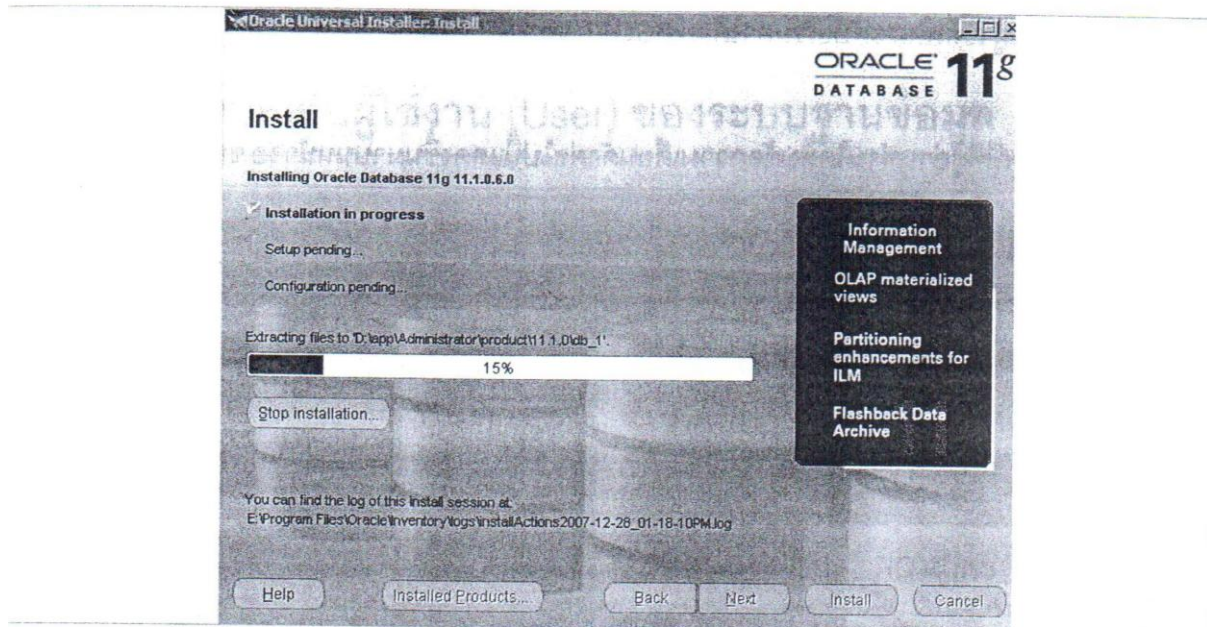 Oracle Universal Installer: Install
ORACLE 11g
DATABASE
Install
Installing Oracle Database 11g 11.1.0.6.0
Installation in progress
Setup pending...
Configuration pending...
Extracting files to 'D:\app\Administrator\product\11.1.0\db_1'.
15%
Stop installation...
You can find the log of this install session at:
E:\Program Files\Oracle\Inventory\logs\installActions2007-12-28_01-18-10PM.log
Information
Management
OLAP materialized
views
Partitioning
enhancements for
ILM
Flashback Data
Archive
Help
Installed Products...
Back
Next
Install
Cancel